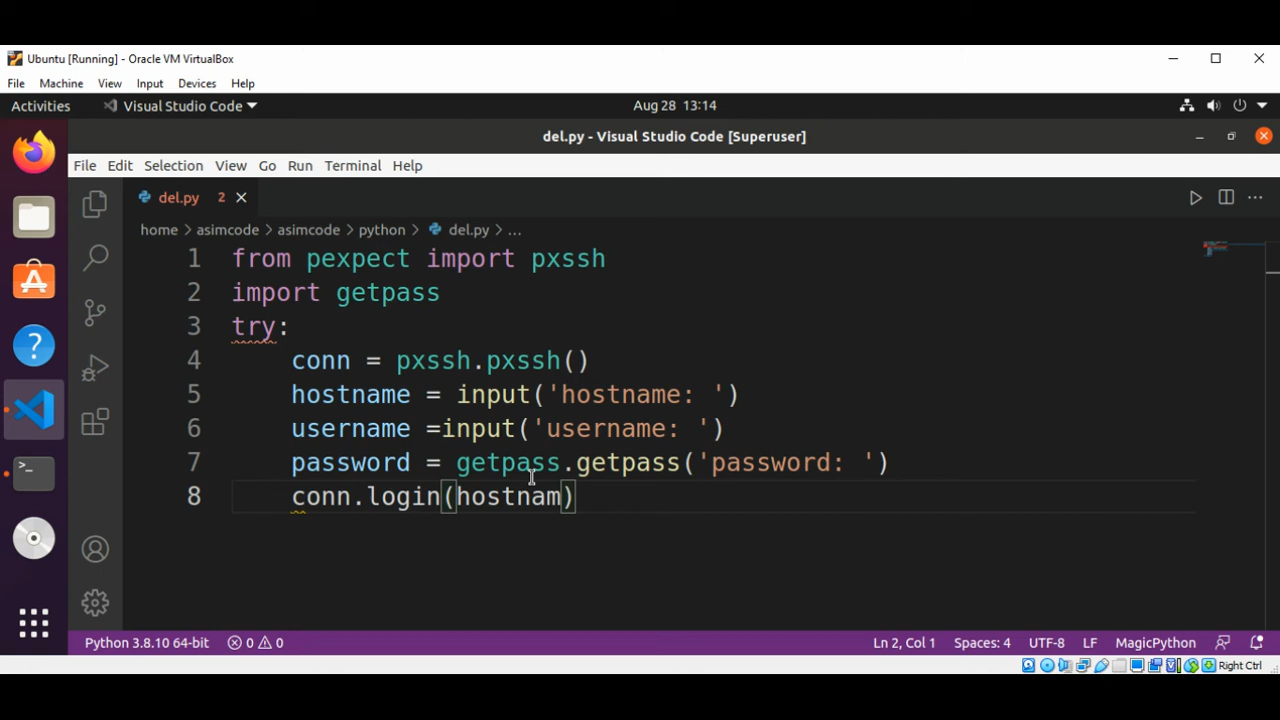 Ubuntu [Running] - Oracle VM VirtualBox
File Machine View Input Devices Help
Activities Visual Studio Code Aug 28 13:14
del.py - Visual Studio Code [Superuser]
File Edit Selection View Go Run Terminal Help
del.py 2
home > asimcode > asimcode > python > del.py > ...
1 from pexpect import pxssh
2 import getpass
3 try:
4     conn = pxssh.pxssh()
5     hostname = input('hostname: ')
6     username =input('username: ')
7     password = getpass.getpass('password: ')
8     conn.login(hostnam)
Python 3.8.10 64-bit 0 0 Ln 2, Col 1 Spaces: 4 UTF-8 LF MagicPython
Right Ctrl